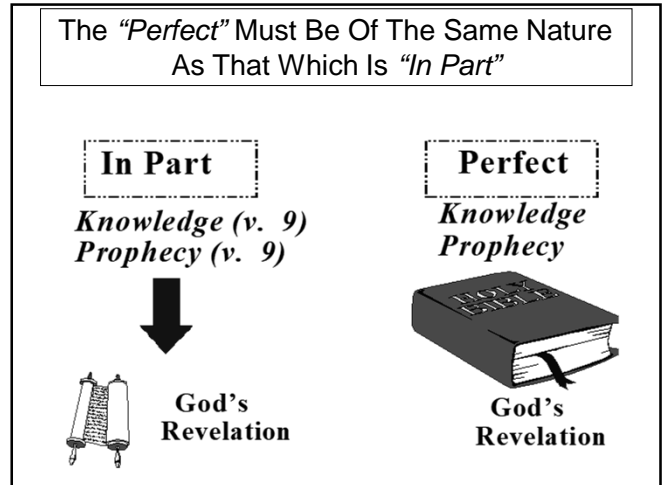 The “Perfect” Must Be Of The Same Nature
As That Which Is “In Part”
In Part
Knowledge (v. 9)
Prophecy (v. 9)
God’s
Revelation
Perfect
Knowledge
Prophecy
HOLY
BIBLE
God’s
Revelation